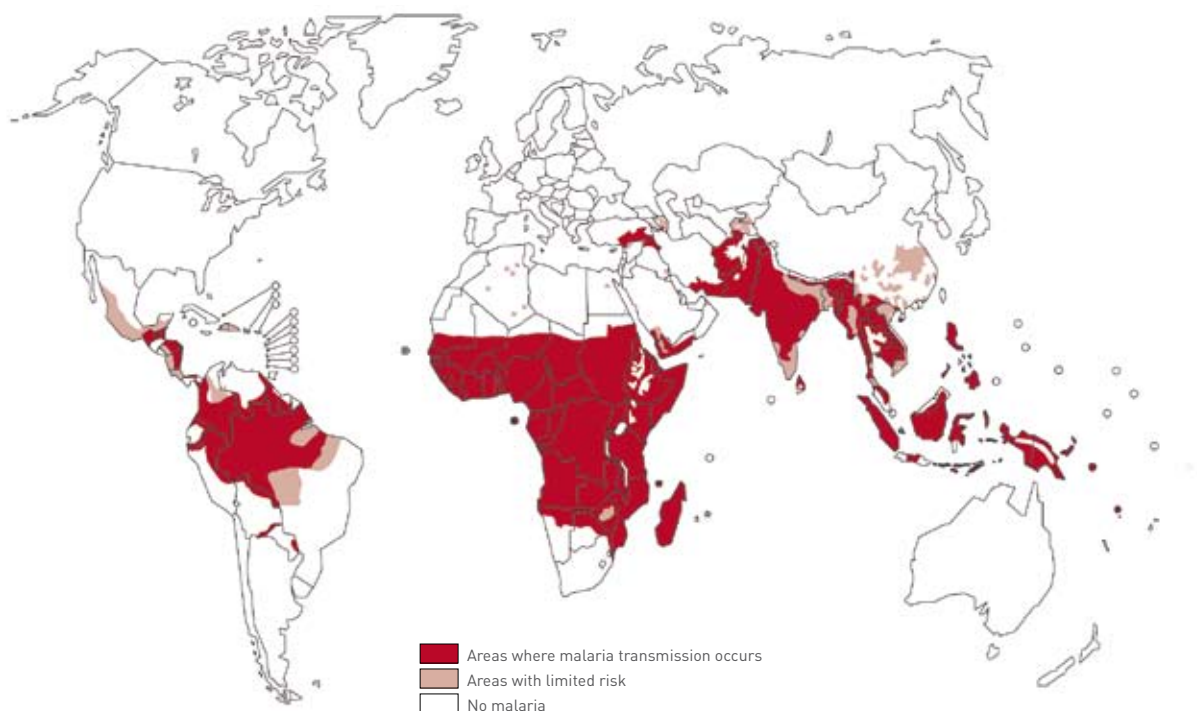 Areas where malaria transmission occurs
Areas with limited risk
No malaria